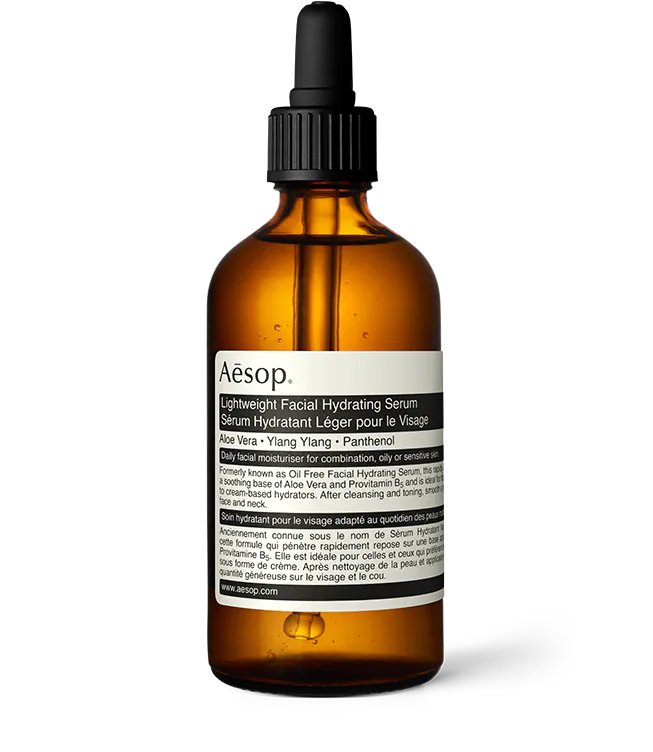 Aēsop.
Lightweight Facial Hydrating Serum
Sérum Hydratant Léger pour le Visage
Aloe Vera · Ylang Ylang · Panthenol
Daily facial moisturiser for combination, oily or sensitive skin
Formerly known as Oil Free Facial Hydrating Serum, this
a soothing base of Aloe Vera and Provitamin B₅ and is ideal for
to cream-based hydrators. After cleansing and toning, smooth
face and neck.
Soin hydratant pour le visage adapté au quotidien des peaux
Anciennement connue sous le nom de Sérum Hydratant
cette formule qui pénètre rapidement repose sur une base
Provitamine B₅. Elle est idéale pour celles et ceux qui
sous forme de crème. Après nettoyage de la peau et
quantité généreuse sur le visage et le cou.
www.aesop.com